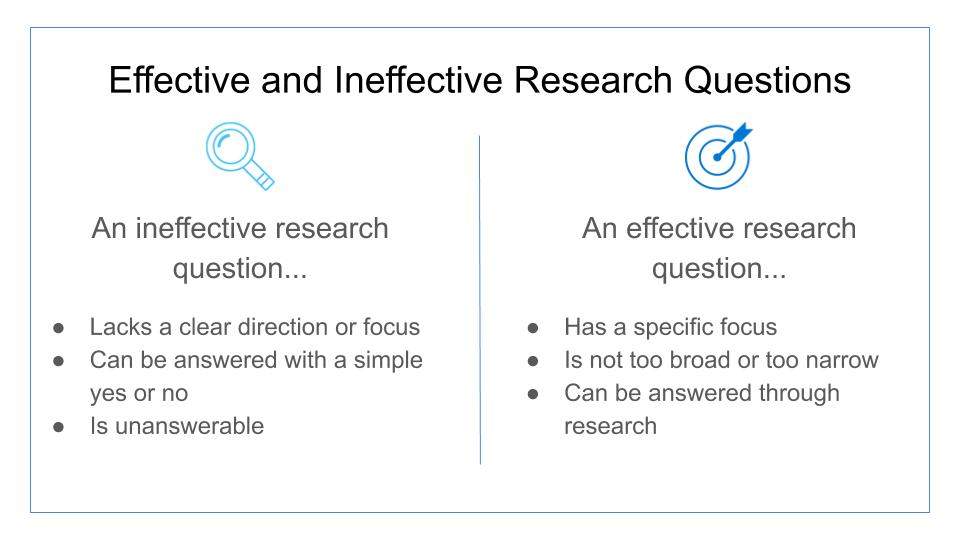 Effective and Ineffective Research Questions
An ineffective research
question...
● Lacks a clear direction or focus
● Can be answered with a simple
yes or no
● Is unanswerable
An effective research
question...
● Has a specific focus
● Is not too broad or too narrow
● Can be answered through
research